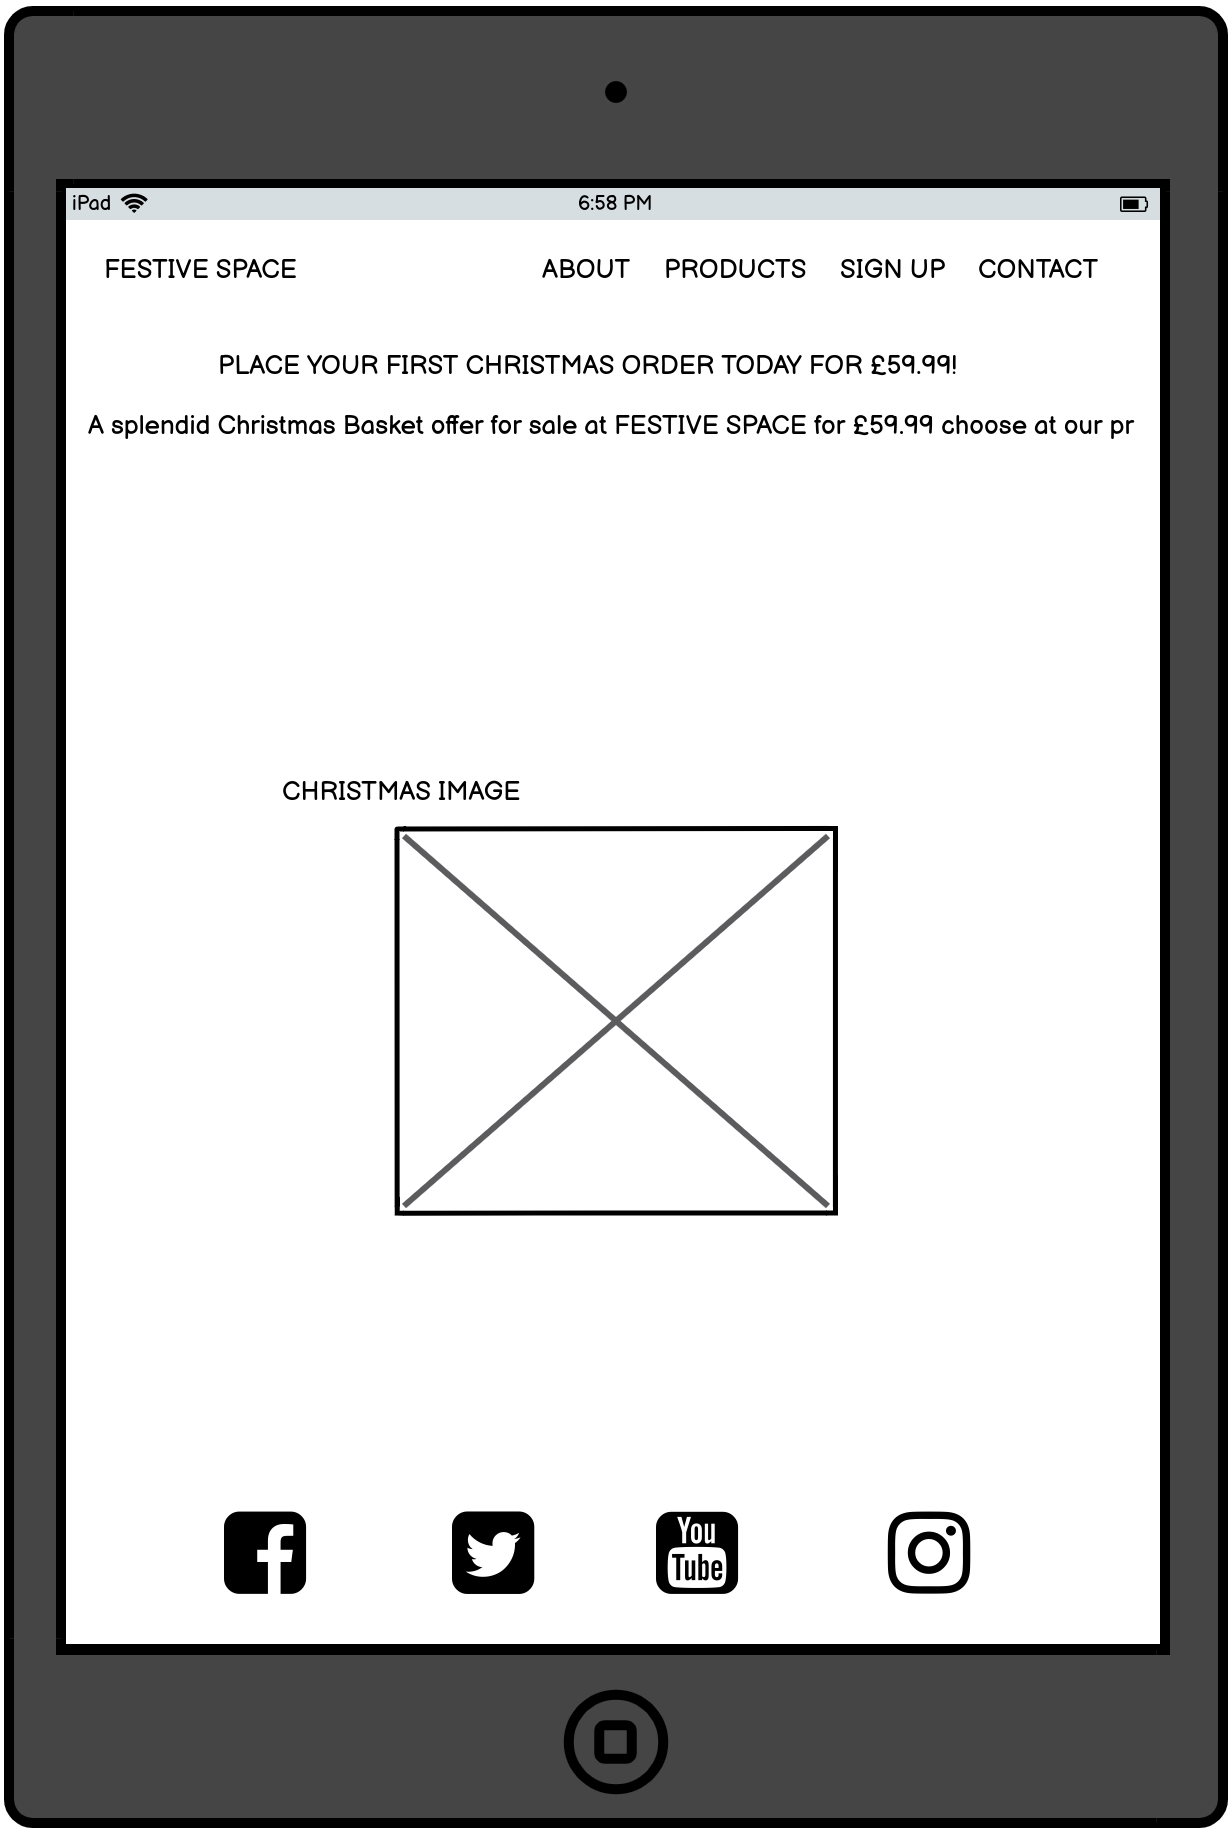 iPad 6:58 PM
FESTIVE SPACE ABOUT PRODUCTS SIGN UP CONTACT
PLACE YOUR FIRST CHRISTMAS ORDER TODAY FOR £59.99!
A splendid Christmas Basket offer for sale at FESTIVE SPACE for £59.99 choose at our pr
CHRISTMAS IMAGE
You
Tube